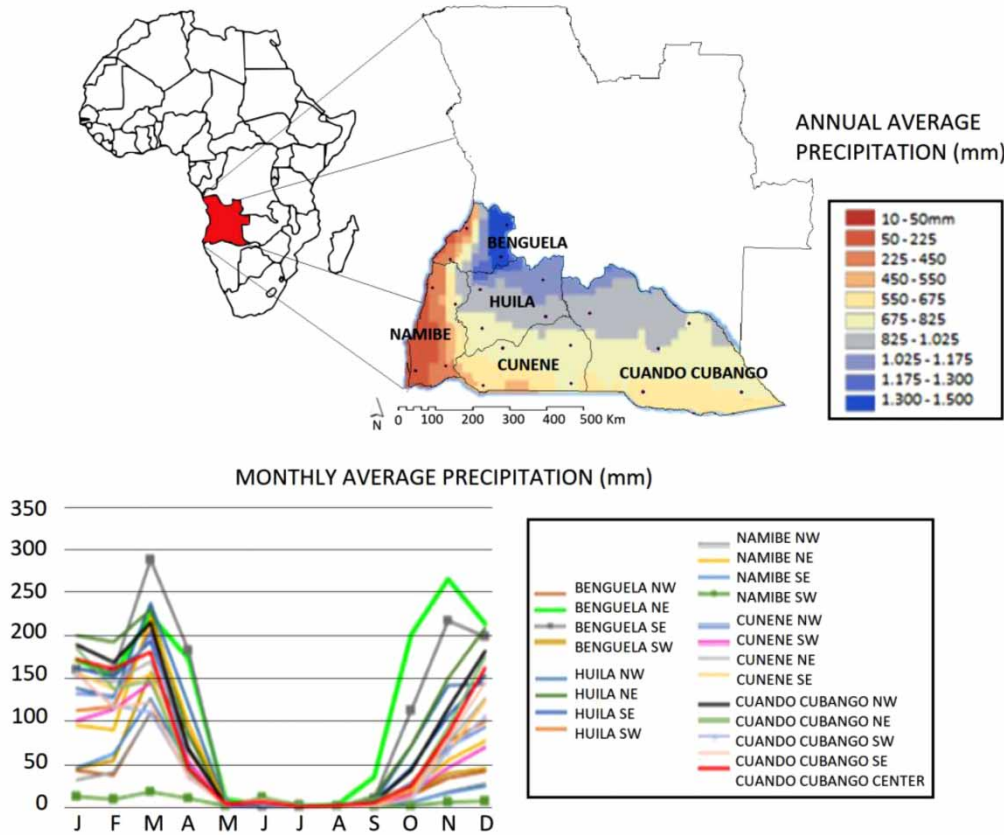 ANNUAL AVERAGE
PRECIPITATION (mm)
10 - 50mm
50 - 225
225 - 450
450 - 550
550 - 675
675 - 825
825 - 1.025
1.025 - 1.175
1.175 - 1.300
1.300 - 1.500
BENGUELA
HUILA
NAMIBE
CUNENE
CUANDO CUBANGO
N
0 100 200 300 400 500 Km
MONTHLY AVERAGE PRECIPITATION (mm)
350
300
250
200
150
100
50
0
J F M A M J J A S O N D
BENGUELA NW
BENGUELA NE
BENGUELA SE
BENGUELA SW
HUILA NW
HUILA NE
HUILA SE
HUILA SW
NAMIBE NW
NAMIBE NE
NAMIBE SE
NAMIBE SW
CUNENE NW
CUNENE SW
CUNENE NE
CUNENE SE
CUANDO CUBANGO NW
CUANDO CUBANGO NE
CUANDO CUBANGO SW
CUANDO CUBANGO SE
CUANDO CUBANGO CENTER